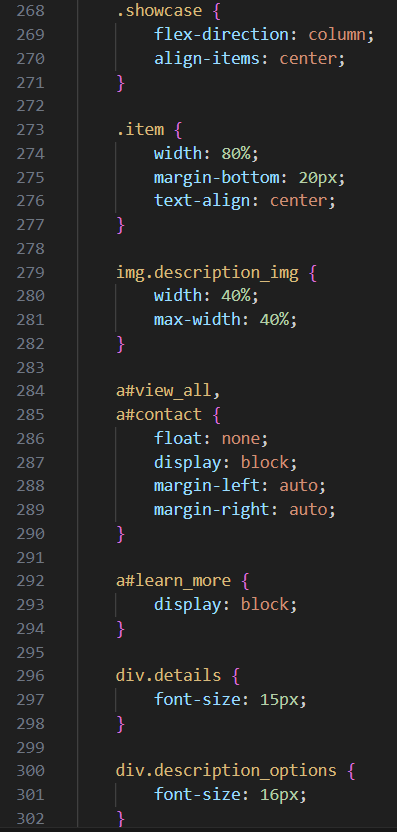 268 .showcase {
269 flex-direction: column;
270 align-items: center;
271 }
272
273 .item {
274 width: 80%;
275 margin-bottom: 20px;
276 text-align: center;
277 }
278
279 img.description_img {
280 width: 40%;
281 max-width: 40%;
282 }
283
284 a#view_all,
285 a#contact {
286 float: none;
287 display: block;
288 margin-left: auto;
289 margin-right: auto;
290 }
291
292 a#learn_more {
293 display: block;
294 }
295
296 div.details {
297 font-size: 15px;
298 }
299
300 div.description_options {
301 font-size: 16px;
302 }